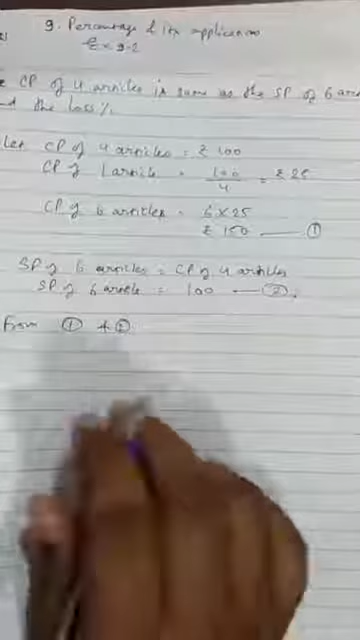 9. Percentage & its application
Ex 9.2
CP of 4 articles is same as the SP of 6
the loss %.
Let CP of 4 articles = ₹ 100
CP of 1 article = 100/4 = ₹ 25
CP of 6 articles = 6 x 25
₹ 150 —— ①
SP of 6 articles = CP of 4 articles
SP of 6 article = 100 —— ②
From ① & ②